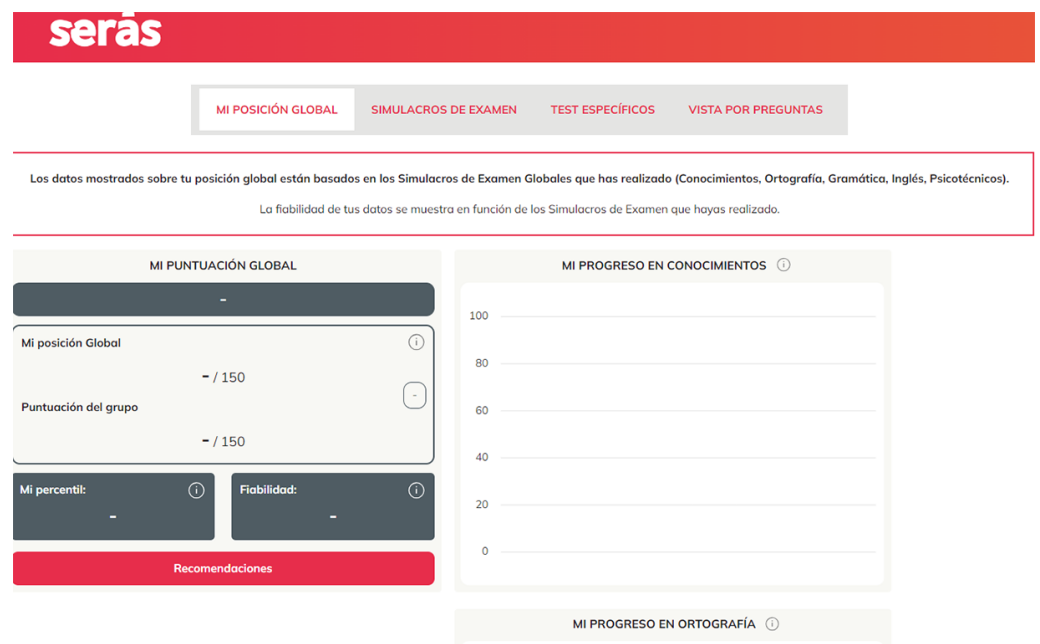 serás
MI POSICIÓN GLOBAL
SIMULACROS DE EXAMEN
TEST ESPECÍFICOS
VISTA POR PREGUNTAS
Los datos mostrados sobre tu posición global están basados en los Simulacros de Examen Globales que has realizado (Conocimientos, Ortografía, Gramática, Inglés, Psicotécnicos).
La fiabilidad de tus datos se muestra en función de los Simulacros de Examen que hayas realizado.
MI PUNTUACIÓN GLOBAL
-
Mi posición Global
- / 150
-
Puntuación del grupo
- / 150
Mi percentil:
-
Fiabilidad:
-
Recomendaciones
MI PROGRESO EN CONOCIMIENTOS
100
80
60
40
20
0
MI PROGRESO EN ORTOGRAFÍA